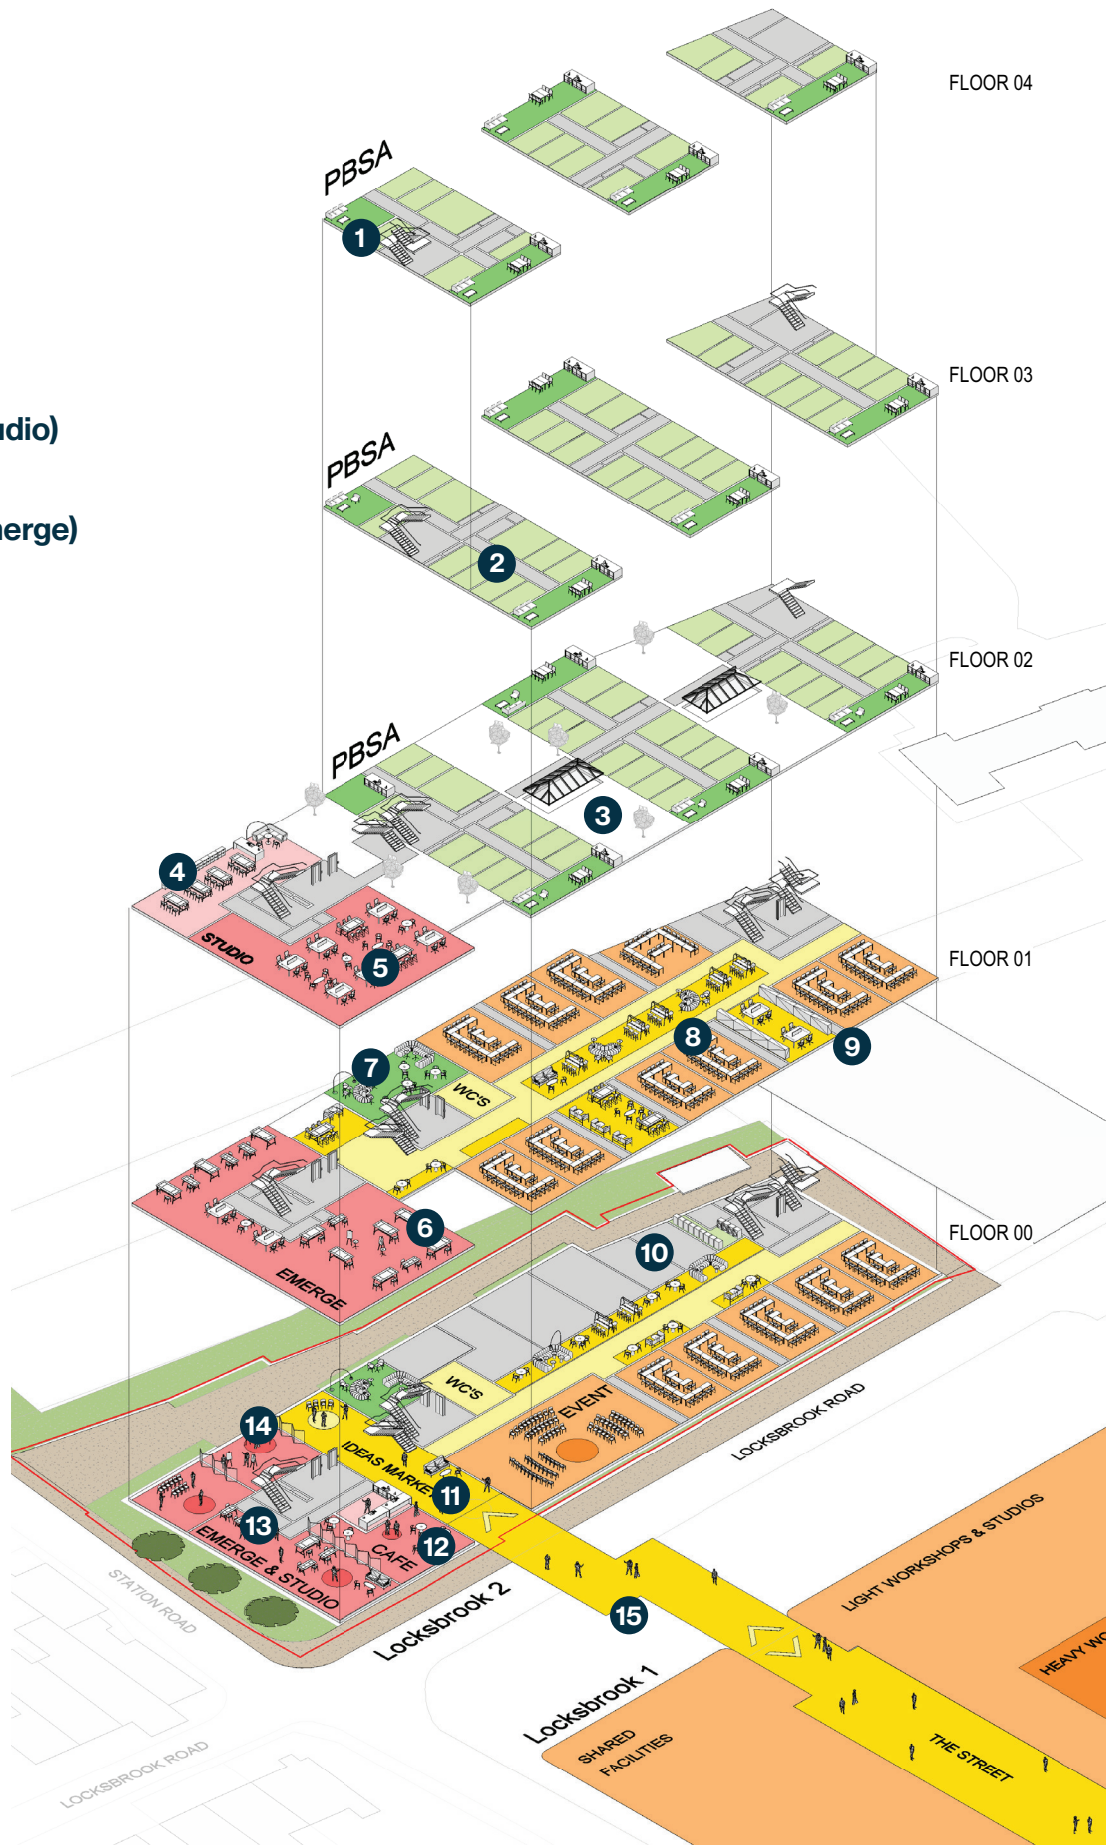 FLOOR 04
PBSA
1
FLOOR 03
udio)
PBSA
nerge)
2
FLOOR 02
PBSA
3
4
STUDIO
5
FLOOR 01
7
8
9
WC'S
6
EMERGE
10
FLOOR 00
WC'S
EVENT
14
IDEAS MARKE
11
LOCKSBROOK ROAD
13
12
CAFE
EMERGE & STUDIO
STATION ROAD
Locksbrook 2
15
LIGHT WORKSHOPS & STUDIOS
HEAVY WO
Locksbrook 1
SHARED
FACILITIES
THE STREET
LOCKSBROOK ROAD